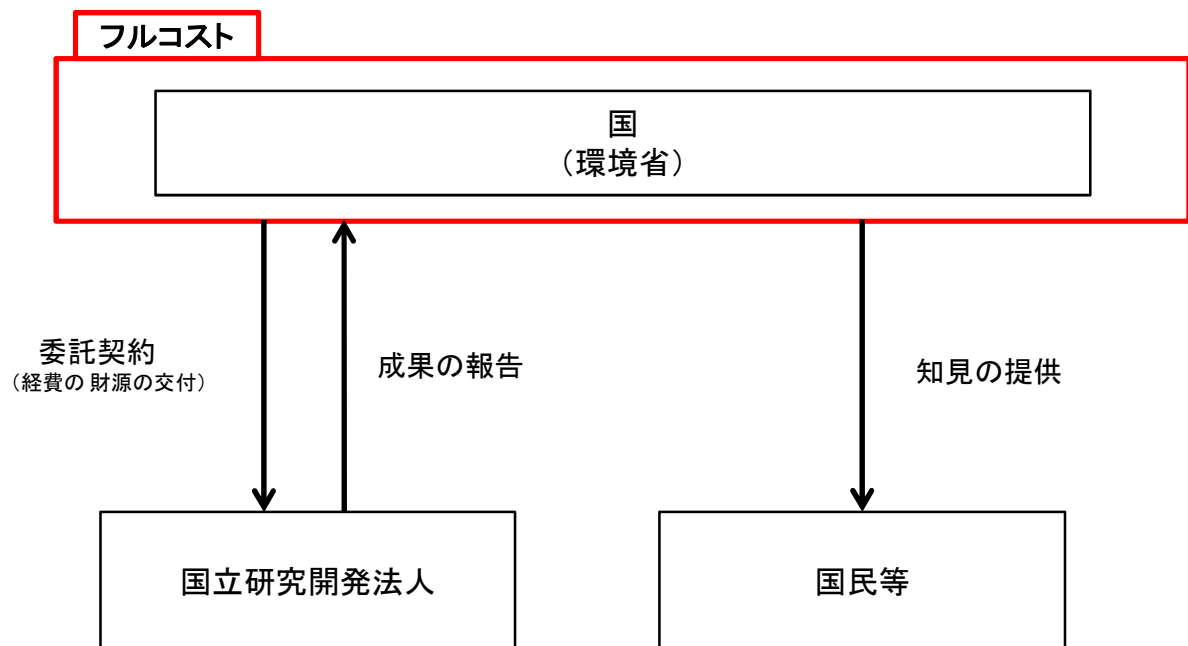 フルコスト
国
（環境省）
委託契約
（経費の財源の交付）
成果の報告
知見の提供
国立研究開発法人
国民等